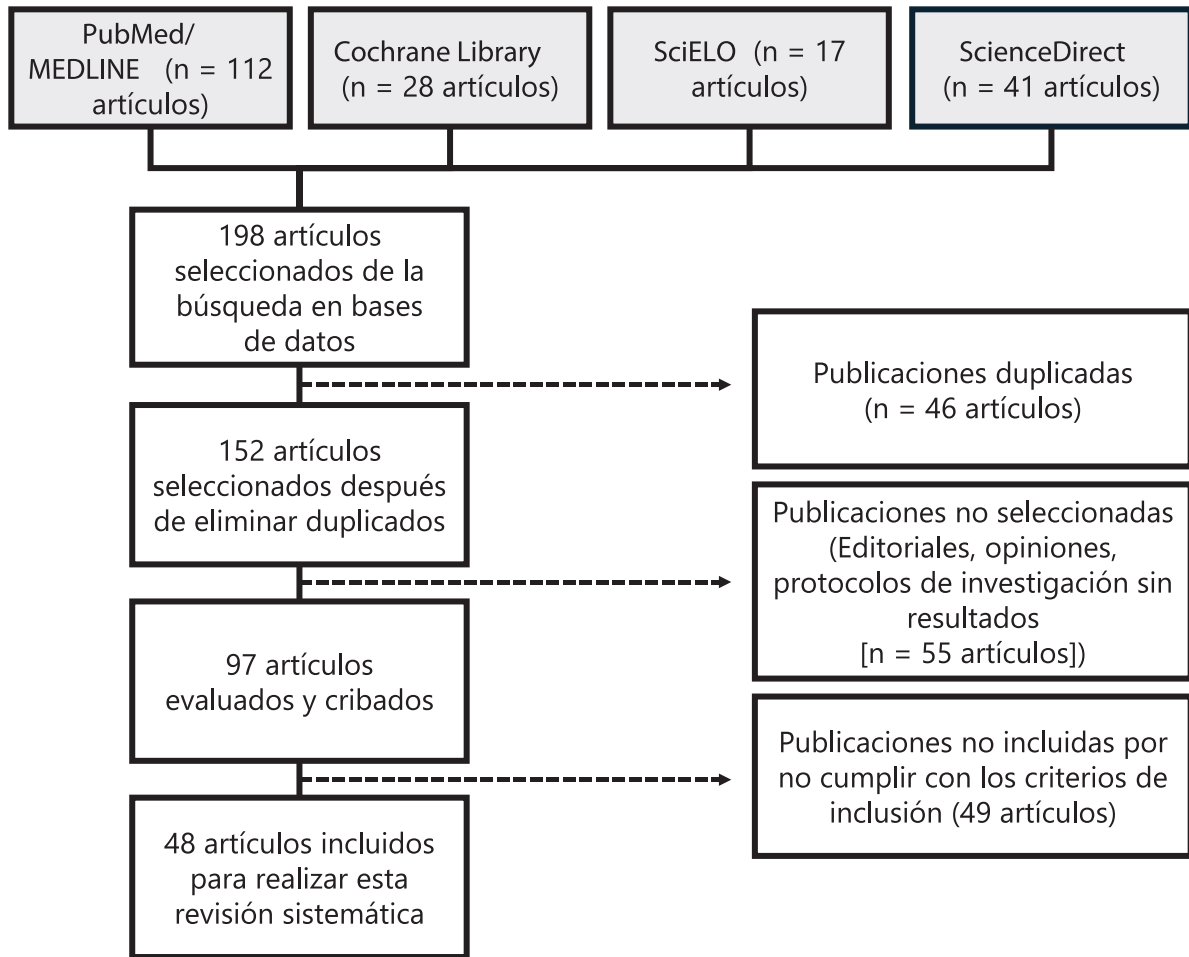 PubMed/
MEDLINE (n = 112
artículos)
Cochrane Library
(n = 28 artículos)
SciELO (n = 17
artículos)
ScienceDirect
(n = 41 artículos)
198 artículos
seleccionados de la
búsqueda en bases
de datos
Publicaciones duplicadas
(n = 46 artículos)
152 artículos
seleccionados después
de eliminar duplicados
Publicaciones no seleccionadas
(Editoriales, opiniones,
protocolos de investigación sin
resultados
[n = 55 artículos])
97 artículos
evaluados y cribados
Publicaciones no incluidas por
no cumplir con los criterios de
inclusión (49 artículos)
48 artículos incluidos
para realizar esta
revisión sistemática